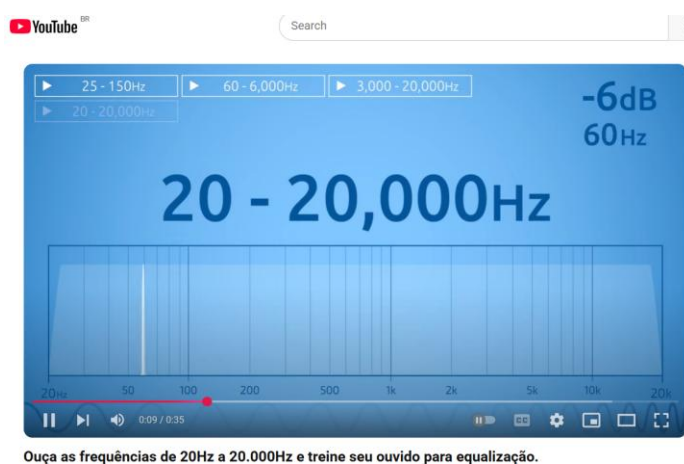 YouTube BR
Search
25 - 150Hz 60 - 6,000Hz 3,000 - 20,000Hz
20 - 20,000Hz
-6dB
60Hz
20 - 20,000Hz
20Hz 50 100 200 500 1k 2k 5k 10k 20k
0:09 / 0:35
CC
Ouça as frequências de 20Hz a 20.000Hz e treine seu ouvido para equalização.